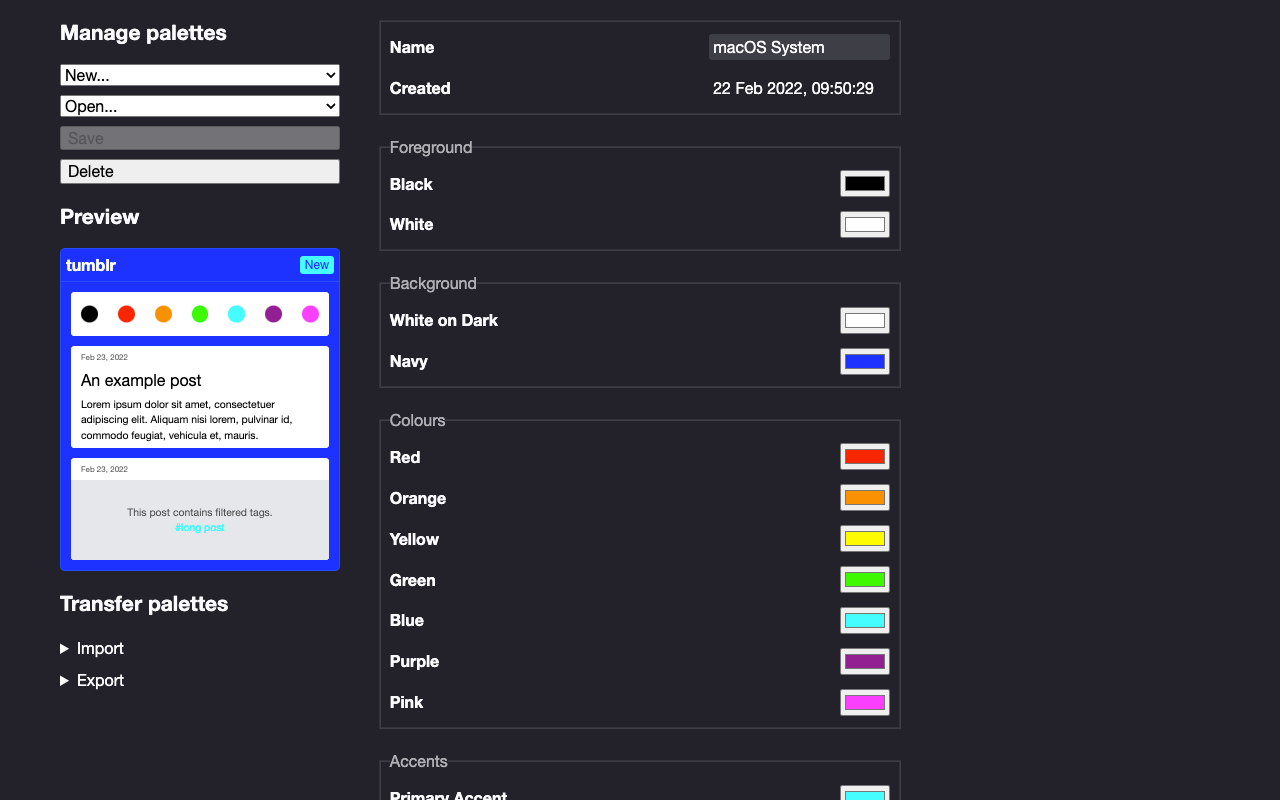 Manage palettes
New...
Open...
Save
Delete
Preview
tumblr
New
Feb 23, 2022
An example post
Lorem ipsum dolor sit amet, consectetuer
adipiscing elit. Aliquam nisi lorem, pulvinar id,
commodo feugiat, vehicula et, mauris.
Feb 23, 2022
This post contains filtered tags.
#long post
Transfer palettes
Import
Export
Name
macOS System
Created
22 Feb 2022, 09:50:29
Foreground
Black
White
Background
White on Dark
Navy
Colours
Red
Orange
Yellow
Green
Blue
Purple
Pink
Accents
Primary Accent